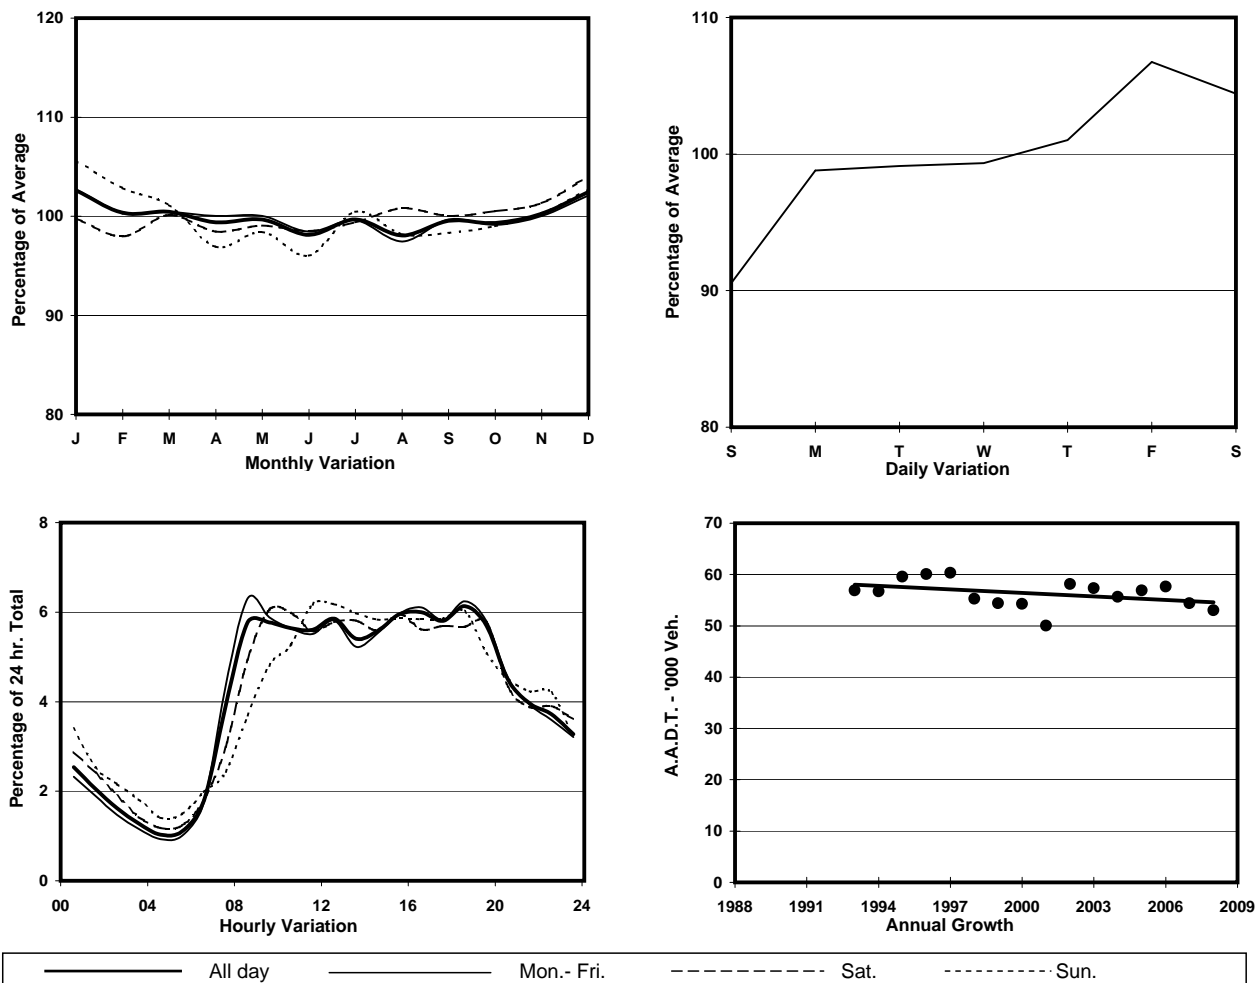 120
110
100
90
80
Percentage of Average
J F M A M J J A S O N D
Monthly Variation
110
100
90
80
Percentage of Average
S M T W T F S
Daily Variation
8
6
4
2
0
Percentage of 24 hr. Total
00 04 08 12 16 20 24
Hourly Variation
70
60
50
40
30
20
10
0
A.A.D.T. - '000 Veh.
1988 1991 1994 1997 2000 2003 2006 2009
Annual Growth
All day Mon.- Fri. Sat. Sun.